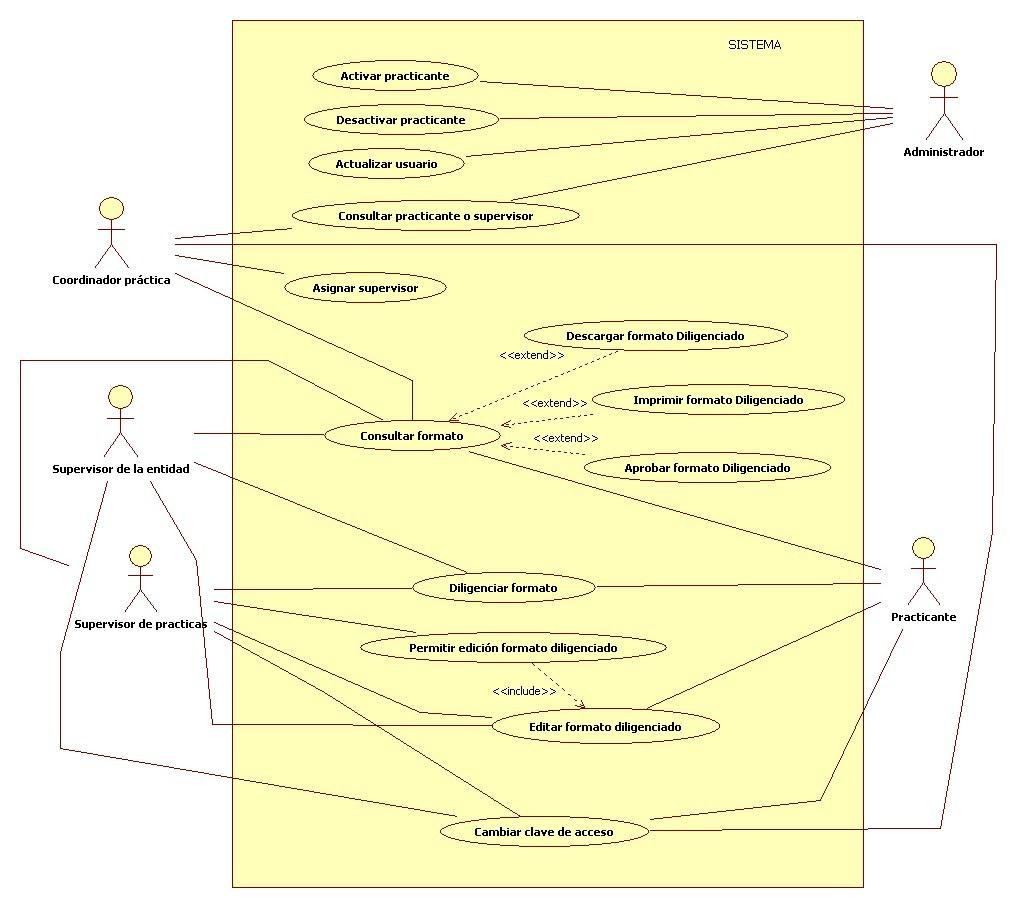 SISTEMA
Activar practicante
Desactivar practicante
Administrador
Actualizar usuario
Consultar practicante o supervisor
Coordinador práctica
Asignar supervisor
Descargar formato Diligenciado
<<extend>>
Imprimir formato Diligenciado
<<extend>>
Consultar formato
<<extend>>
Aprobar formato Diligenciado
Supervisor de la entidad
Diligenciar formato
Practicante
Supervisor de practicas
Permitir edición formato diligenciado
<<include>>
Editar formato diligenciado
Cambiar clave de acceso